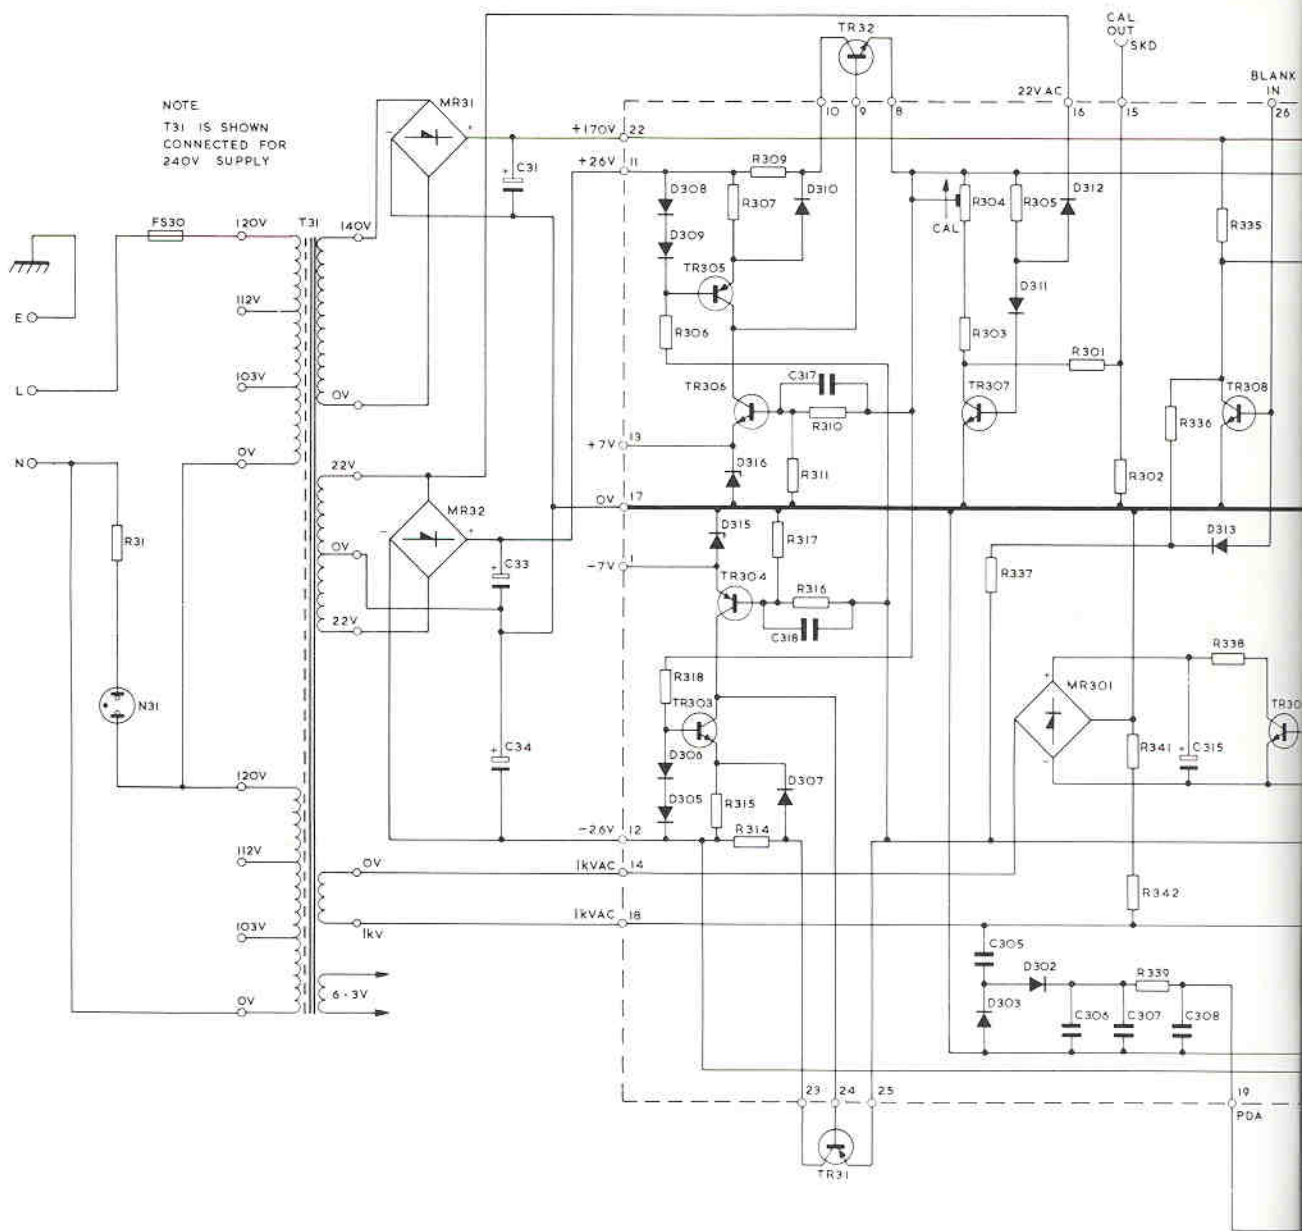 TR32
CAL
OUT
SKD
BLANK
IN
NOTE
T31 IS SHOWN
CONNECTED FOR
240V SUPPLY
MR31
22V AC
10
9
8
16
15
26
+170V
22
C31
+
+26V
11
R309
D308
R307
D310
R304
R305
D312
CAL
FS30
120V
T31
140V
D309
R335
TR305
D311
112V
E
R306
R303
R301
103V
C317
L
0V
TR306
TR307
TR308
R310
R336
+7V
13
N
0V
22V
D316
R311
R302
0V
17
MR32
D315
R317
D313
R31
0V
C33
-7V
1
TR304
R316
R337
22V
C318
R338
R318
MR301
N31
TR303
TR30
C34
D306
R341
C315
120V
D305
R315
D307
-26V
12
R314
112V
0V
1kVAC
14
R342
103V
1kVAC
18
1kV
C305
D302
R339
0V
6·3V
D303
C306
C307
C308
23
24
25
19
PDA
TR31